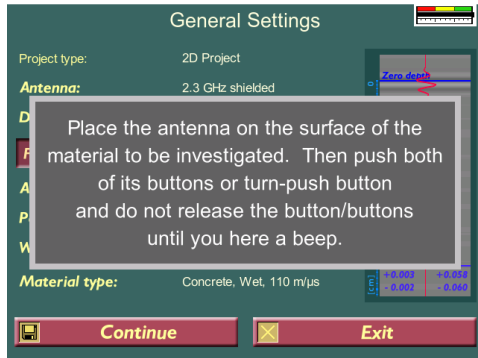 General Settings
Project type: 2D Project
Antenna: 2.3 GHz shielded
Zero depth
Place the antenna on the surface of the
material to be investigated. Then push both
of its buttons or turn-push button
and do not release the button/buttons
until you here a beep.
D
F
A
P
W
Material type: Concrete, Wet, 110 m/µs
[cm]
+0.003 +0.058
- 0.002 - 0.060
Continue
Exit